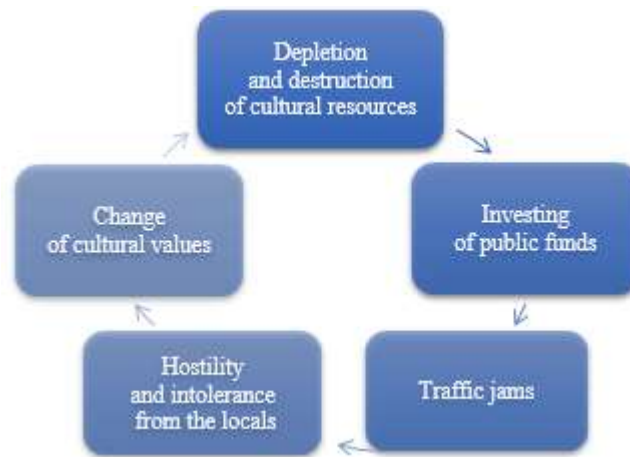 Depletion
and destruction
of cultural resources
Investing
of public funds
Traffic jams
Hostility
and intolerance
from the locals
Change
of cultural values